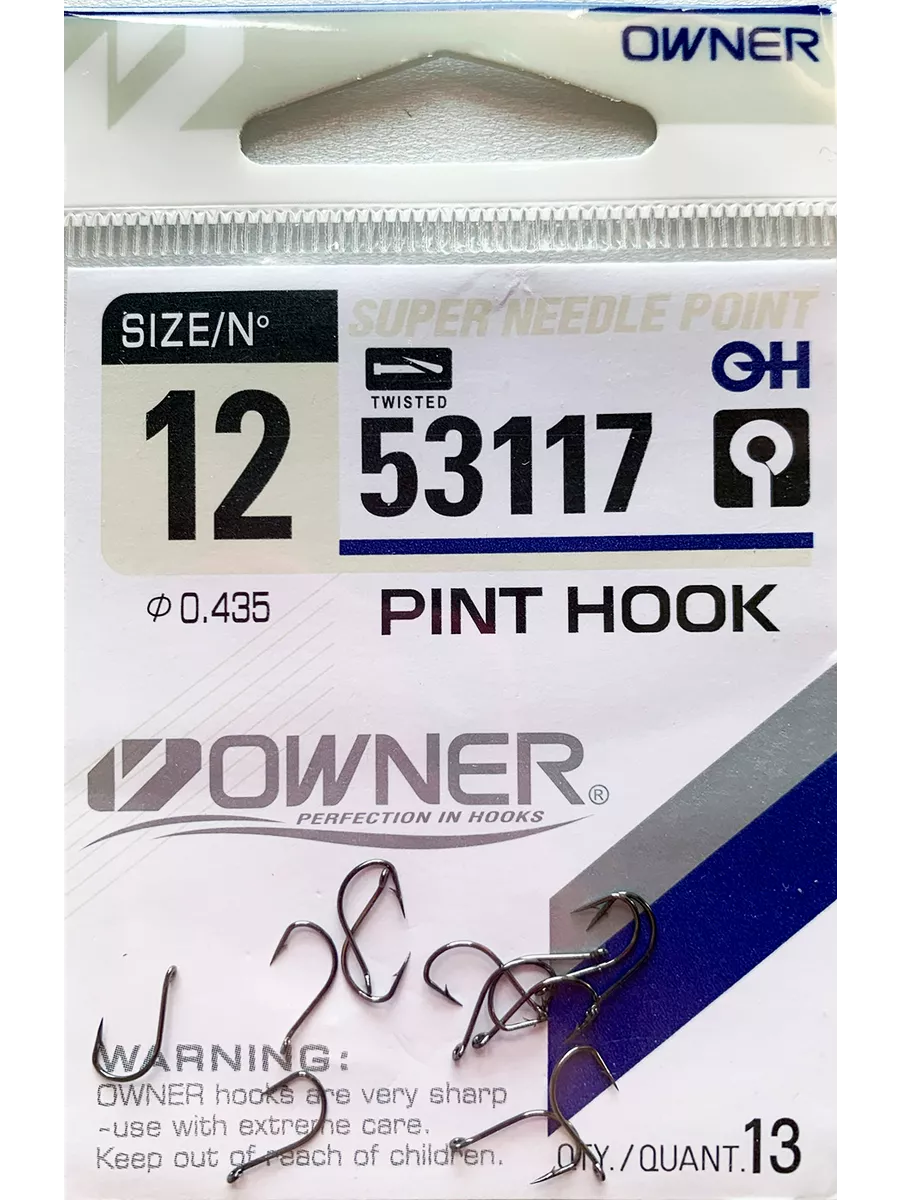 OWNER
SUPER NEEDLE POINT
SIZE/Nº
12
TWISTED
OH
53117
φ 0.435
PINT HOOK
OWNER®
PERFECTION IN HOOKS
WARNING:
OWNER hooks are very sharp
-use with extreme care.
Keep out of reach of children.
QTY./QUANT.13